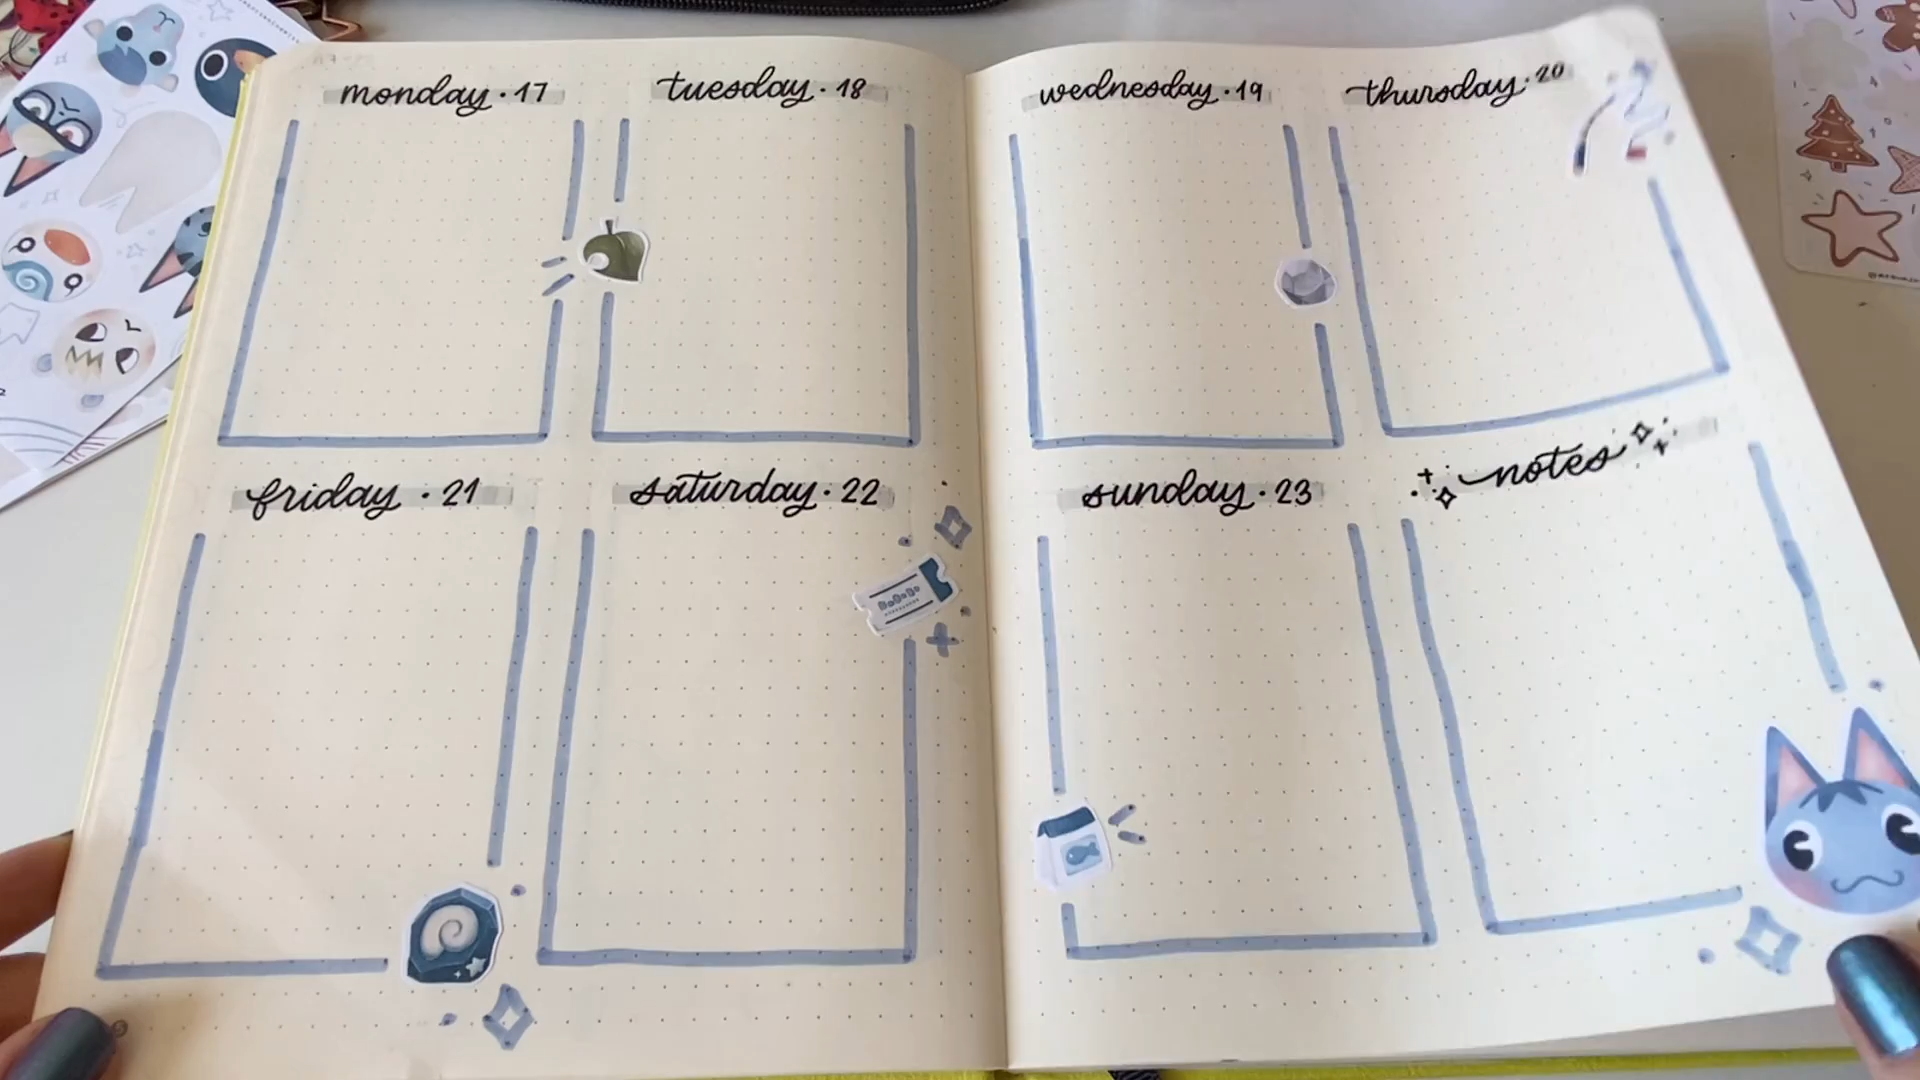 monday · 17
tuesday · 18
wednesday · 19
thursday · 20
friday · 21
saturday · 22
sunday · 23
notes